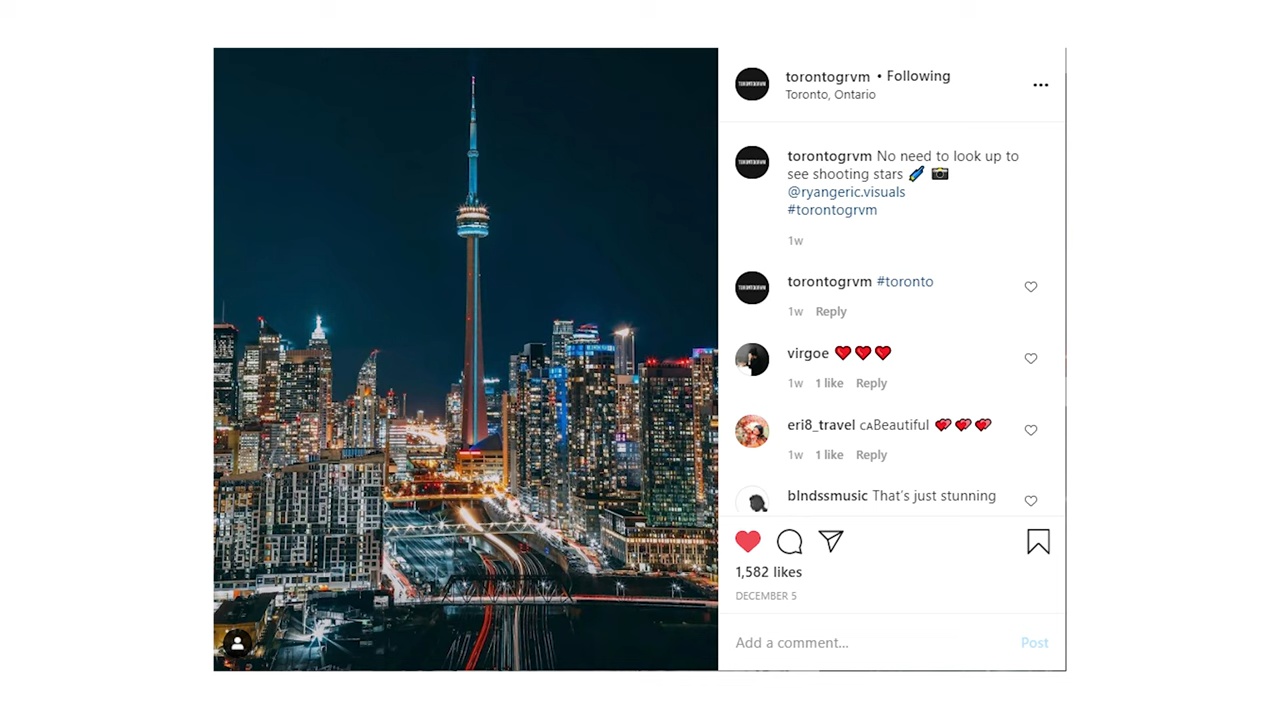 torontogrvm • Following
Toronto, Ontario
torontogrvm No need to look up to
see shooting stars
@ryangeric.visuals
#torontogrvm
1w
torontogrvm #toronto
1w Reply
virgoe
1w 1 like Reply
eri8_travel CABeautiful
1w 1 like Reply
blndssmusic That's just stunning
1,582 likes
DECEMBER 5
Add a comment... Post